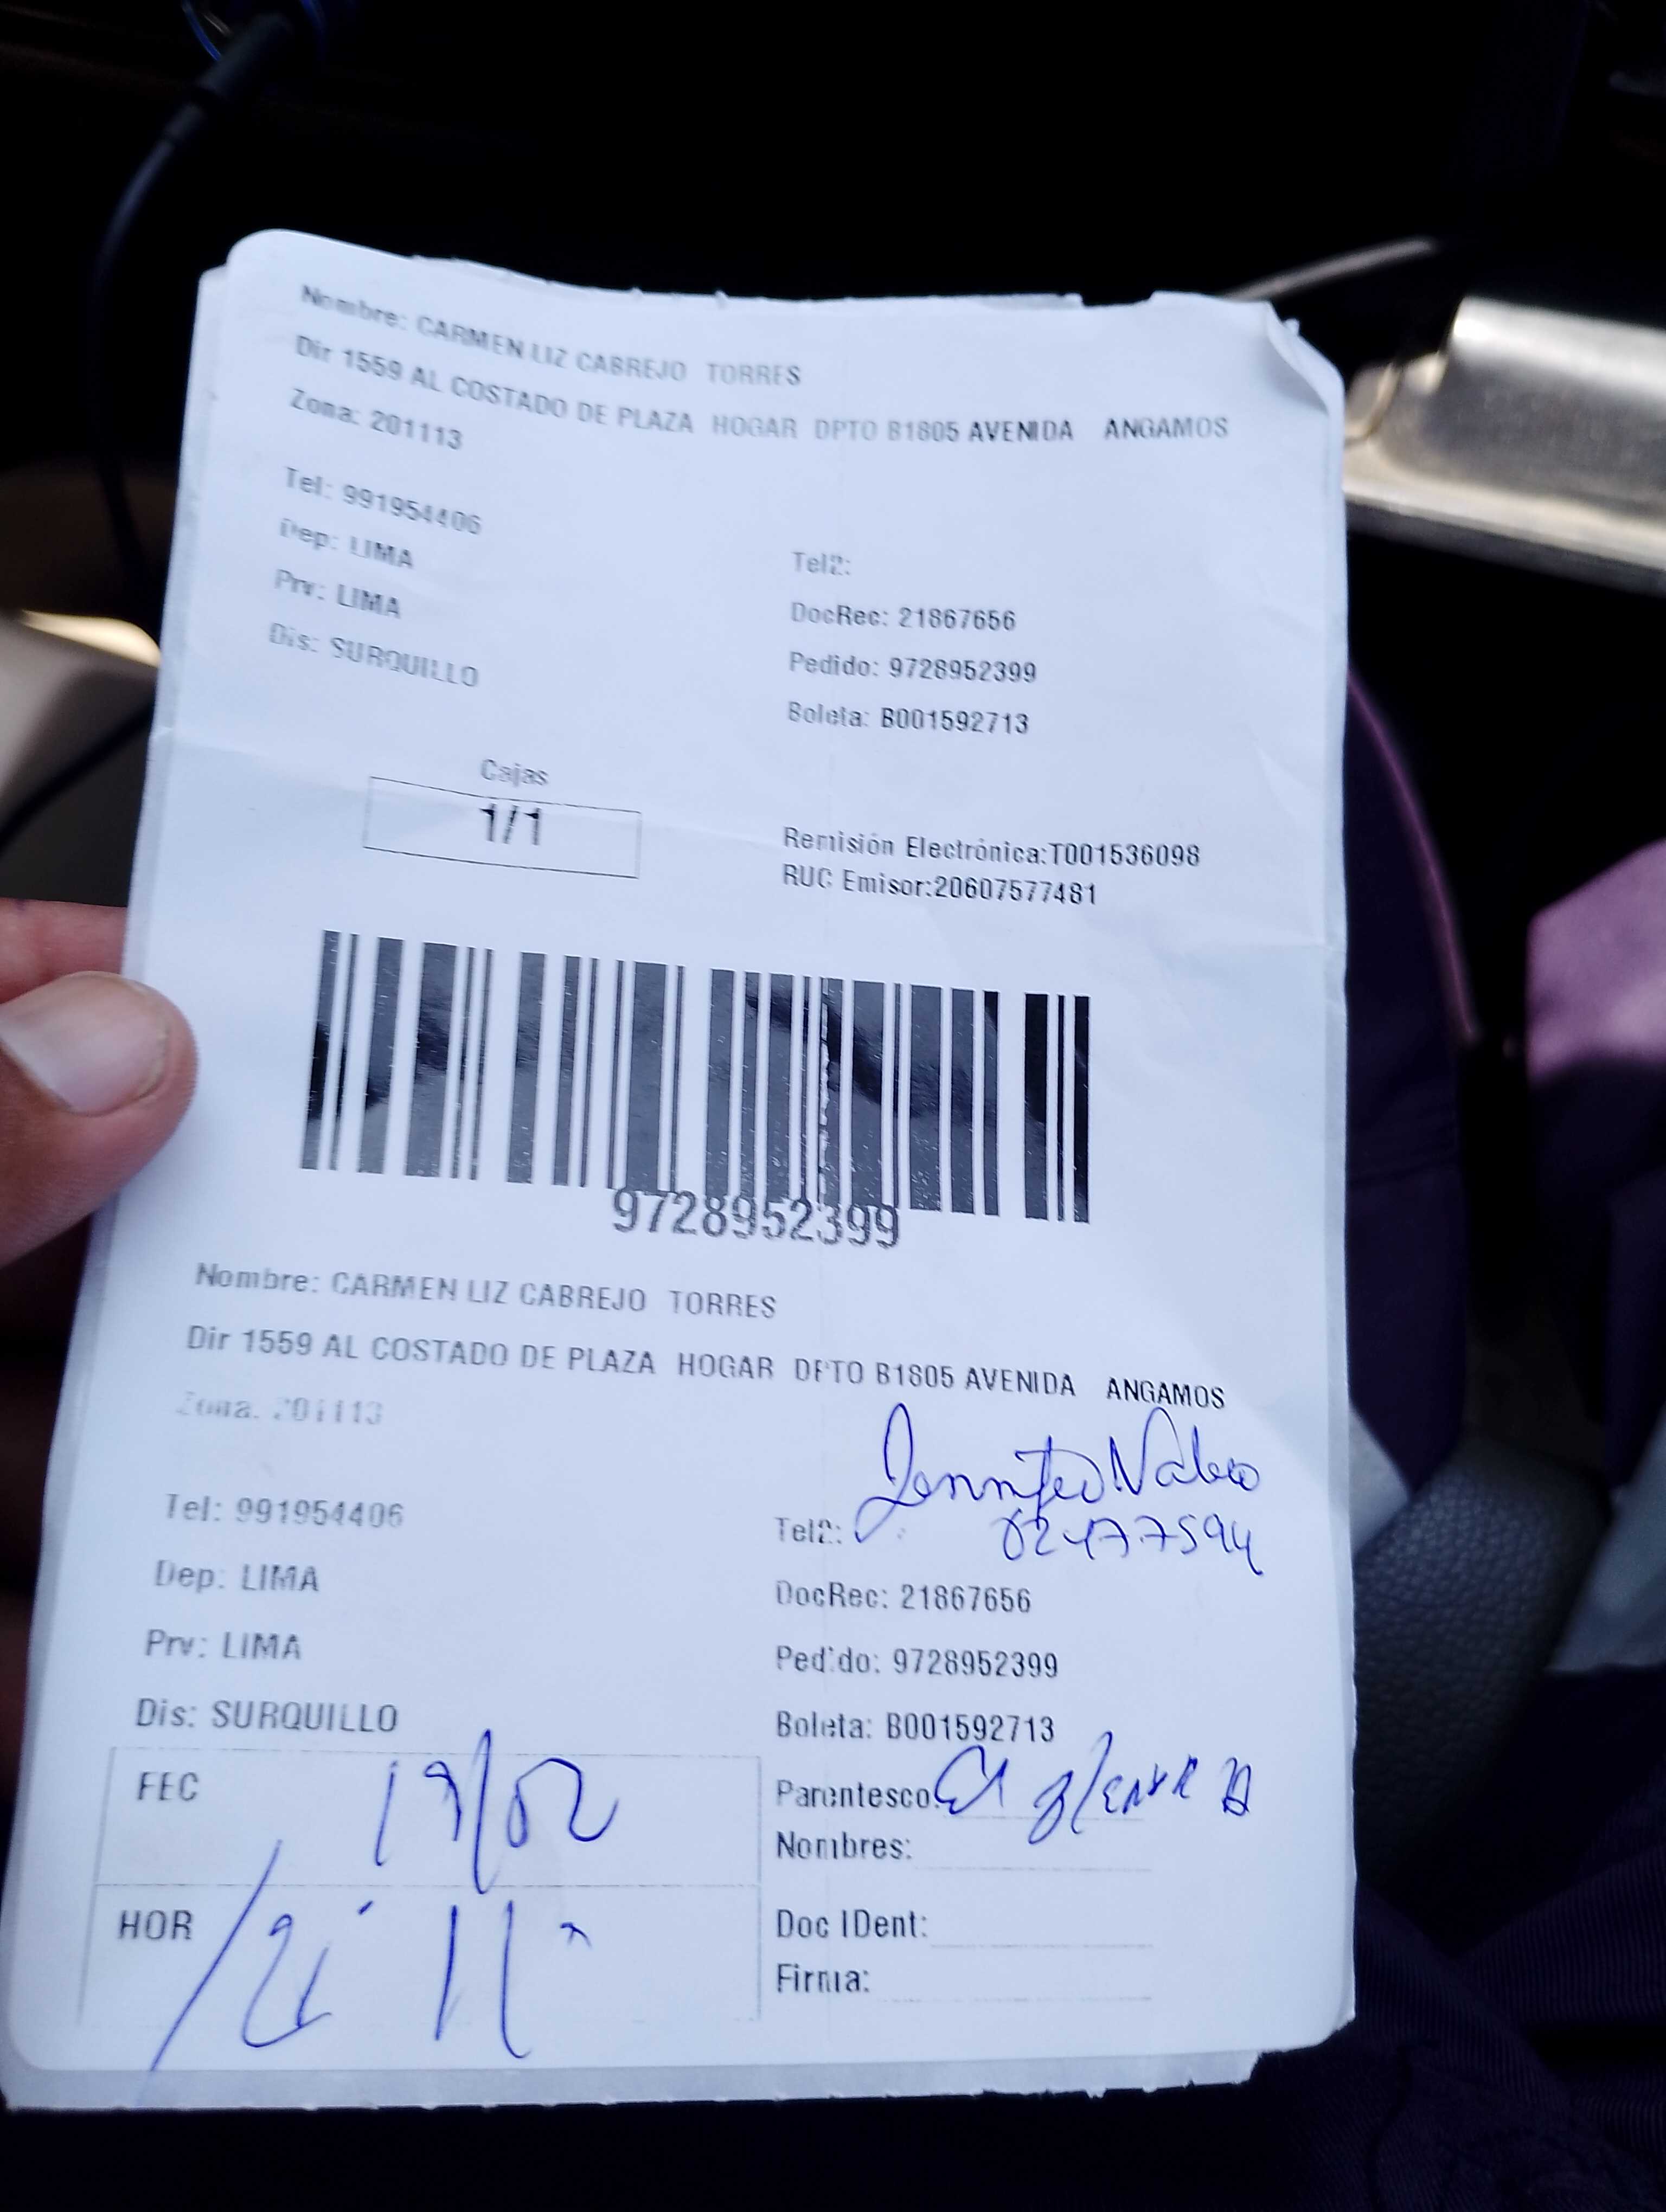 Nombre: CARMEN LIZ CABREJO TORRES
Dir 1559 AL COSTADO DE PLAZA HOGAR DPTO B1805 AVENIDA ANGAMOS
Zona: 201113
Tel: 991954406
Dep: LIMA
Tel2:
Prv: LIMA
DocRec: 21867656
Dis: SURQUILLO
Pedido: 9728952399
Boleta: B001592713
Cajas
1/1
Remisión Electrónica:T001536098
RUC Emisor:20607577481
9728952399
Nombre: CARMEN LIZ CABREJO TORRES
Dir 1559 AL COSTADO DE PLAZA HOGAR DPTO B1805 AVENIDA ANGAMOS
Zona: 201113
Jennifer
Tel: 991954406
Tel2:
Dep: LIMA
DocRec: 21867656
Prv: LIMA
Pedido: 9728952399
Dis: SURQUILLO
Boleta: B001592713
FEC 19/02
Parentesco:
Nombres:
HOR
Doc IDent:
Firma: